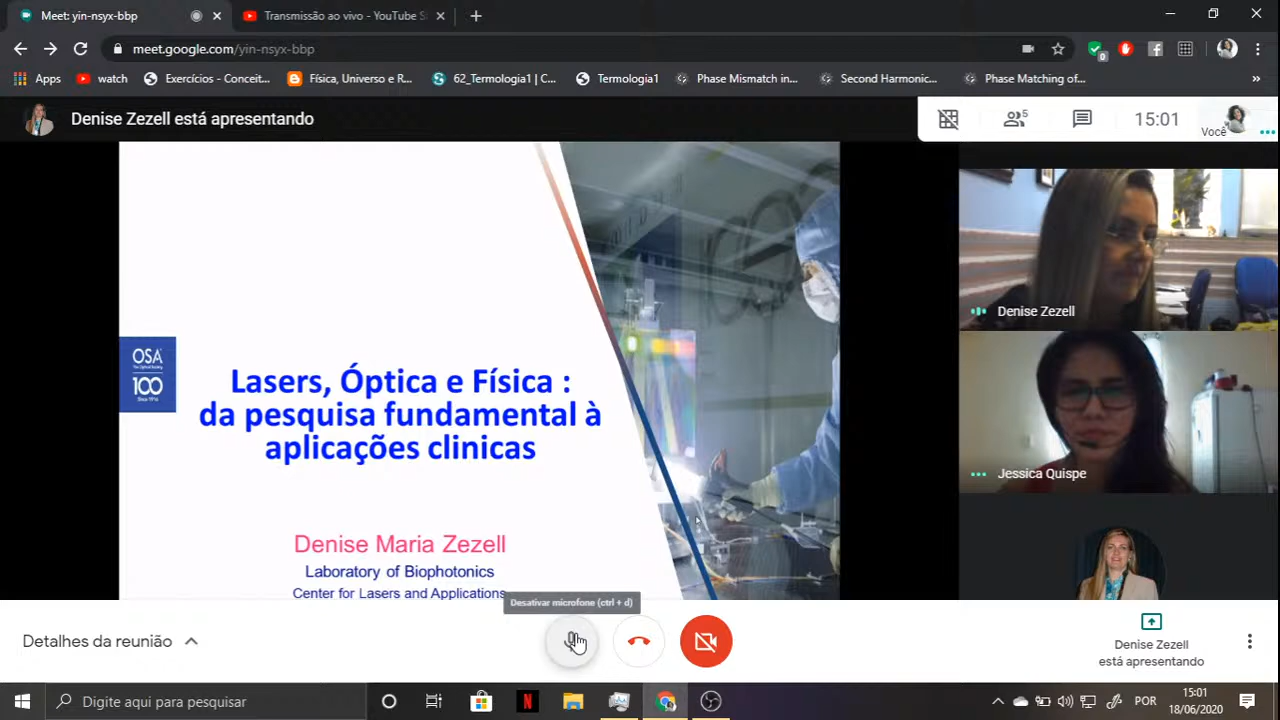 Meet: yin-nsyx-bbp
Transmissão ao vivo - YouTube S
meet.google.com/yin-nsyx-bbp
0
Apps
watch
Exercícios - Conceit...
Física, Universo e R...
62_Termologia1 | C...
Termologia1
Phase Mismatch in...
Second Harmonic...
Phase Matching of...
»
Denise Zezell está apresentando
5
15:01
Você
OSA
100
Lasers, Óptica e Física :
da pesquisa fundamental à
aplicações clinicas
Denise Maria Zezell
Laboratory of Biophotonics
Center for Lasers and Applications
Denise Zezell
Jessica Quispe
Desativar microfone (ctrl + d)
Detalhes da reunião
Denise Zezell
está apresentando
Digite aqui para pesquisar
N
POR
15:01
18/06/2020